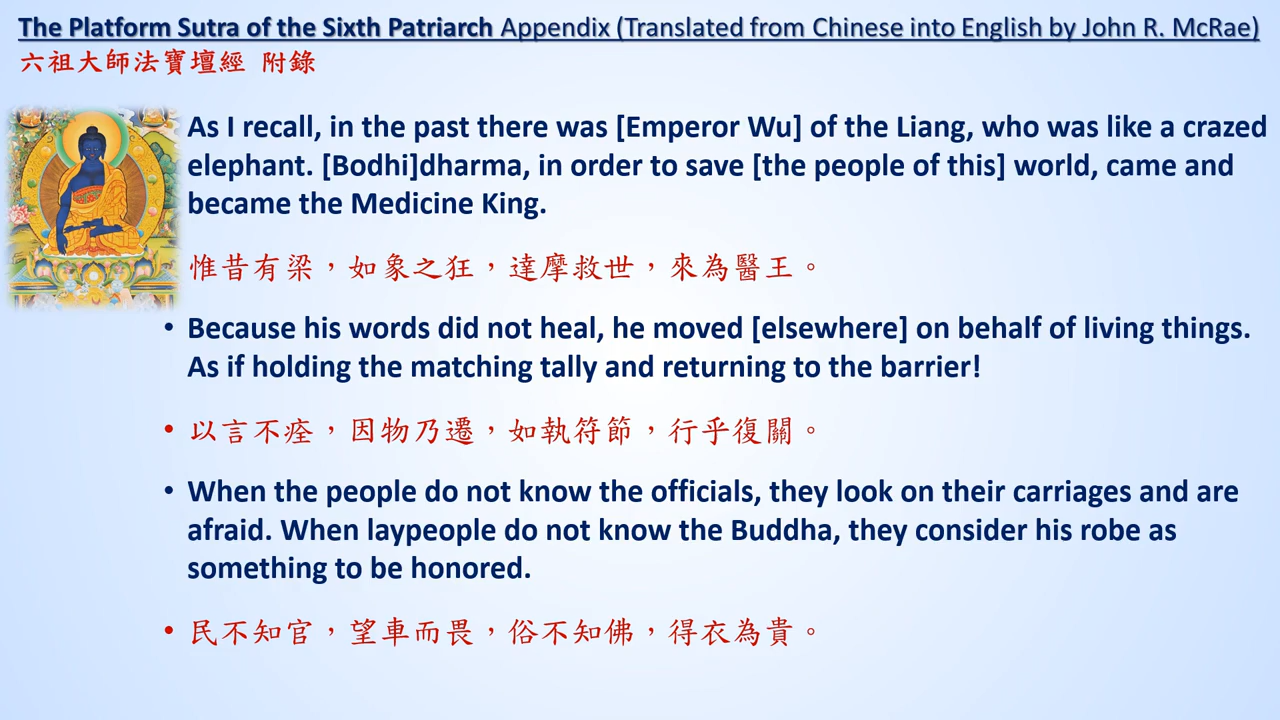 The Platform Sutra of the Sixth Patriarch Appendix (Translated from Chinese into English by John R. McRae)
六祖大師法寶壇經 附錄
As I recall, in the past there was [Emperor Wu] of the Liang, who was like a crazed
elephant. [Bodhi]dharma, in order to save [the people of this] world, came and
became the Medicine King.
惟昔有梁，如象之狂，達摩救世，來為醫王。
• Because his words did not heal, he moved [elsewhere] on behalf of living things.
As if holding the matching tally and returning to the barrier!
• 以言不痊，因物乃遷，如執符節，行乎復關。
• When the people do not know the officials, they look on their carriages and are
afraid. When laypeople do not know the Buddha, they consider his robe as
something to be honored.
• 民不知官，望車而畏，俗不知佛，得衣為貴。